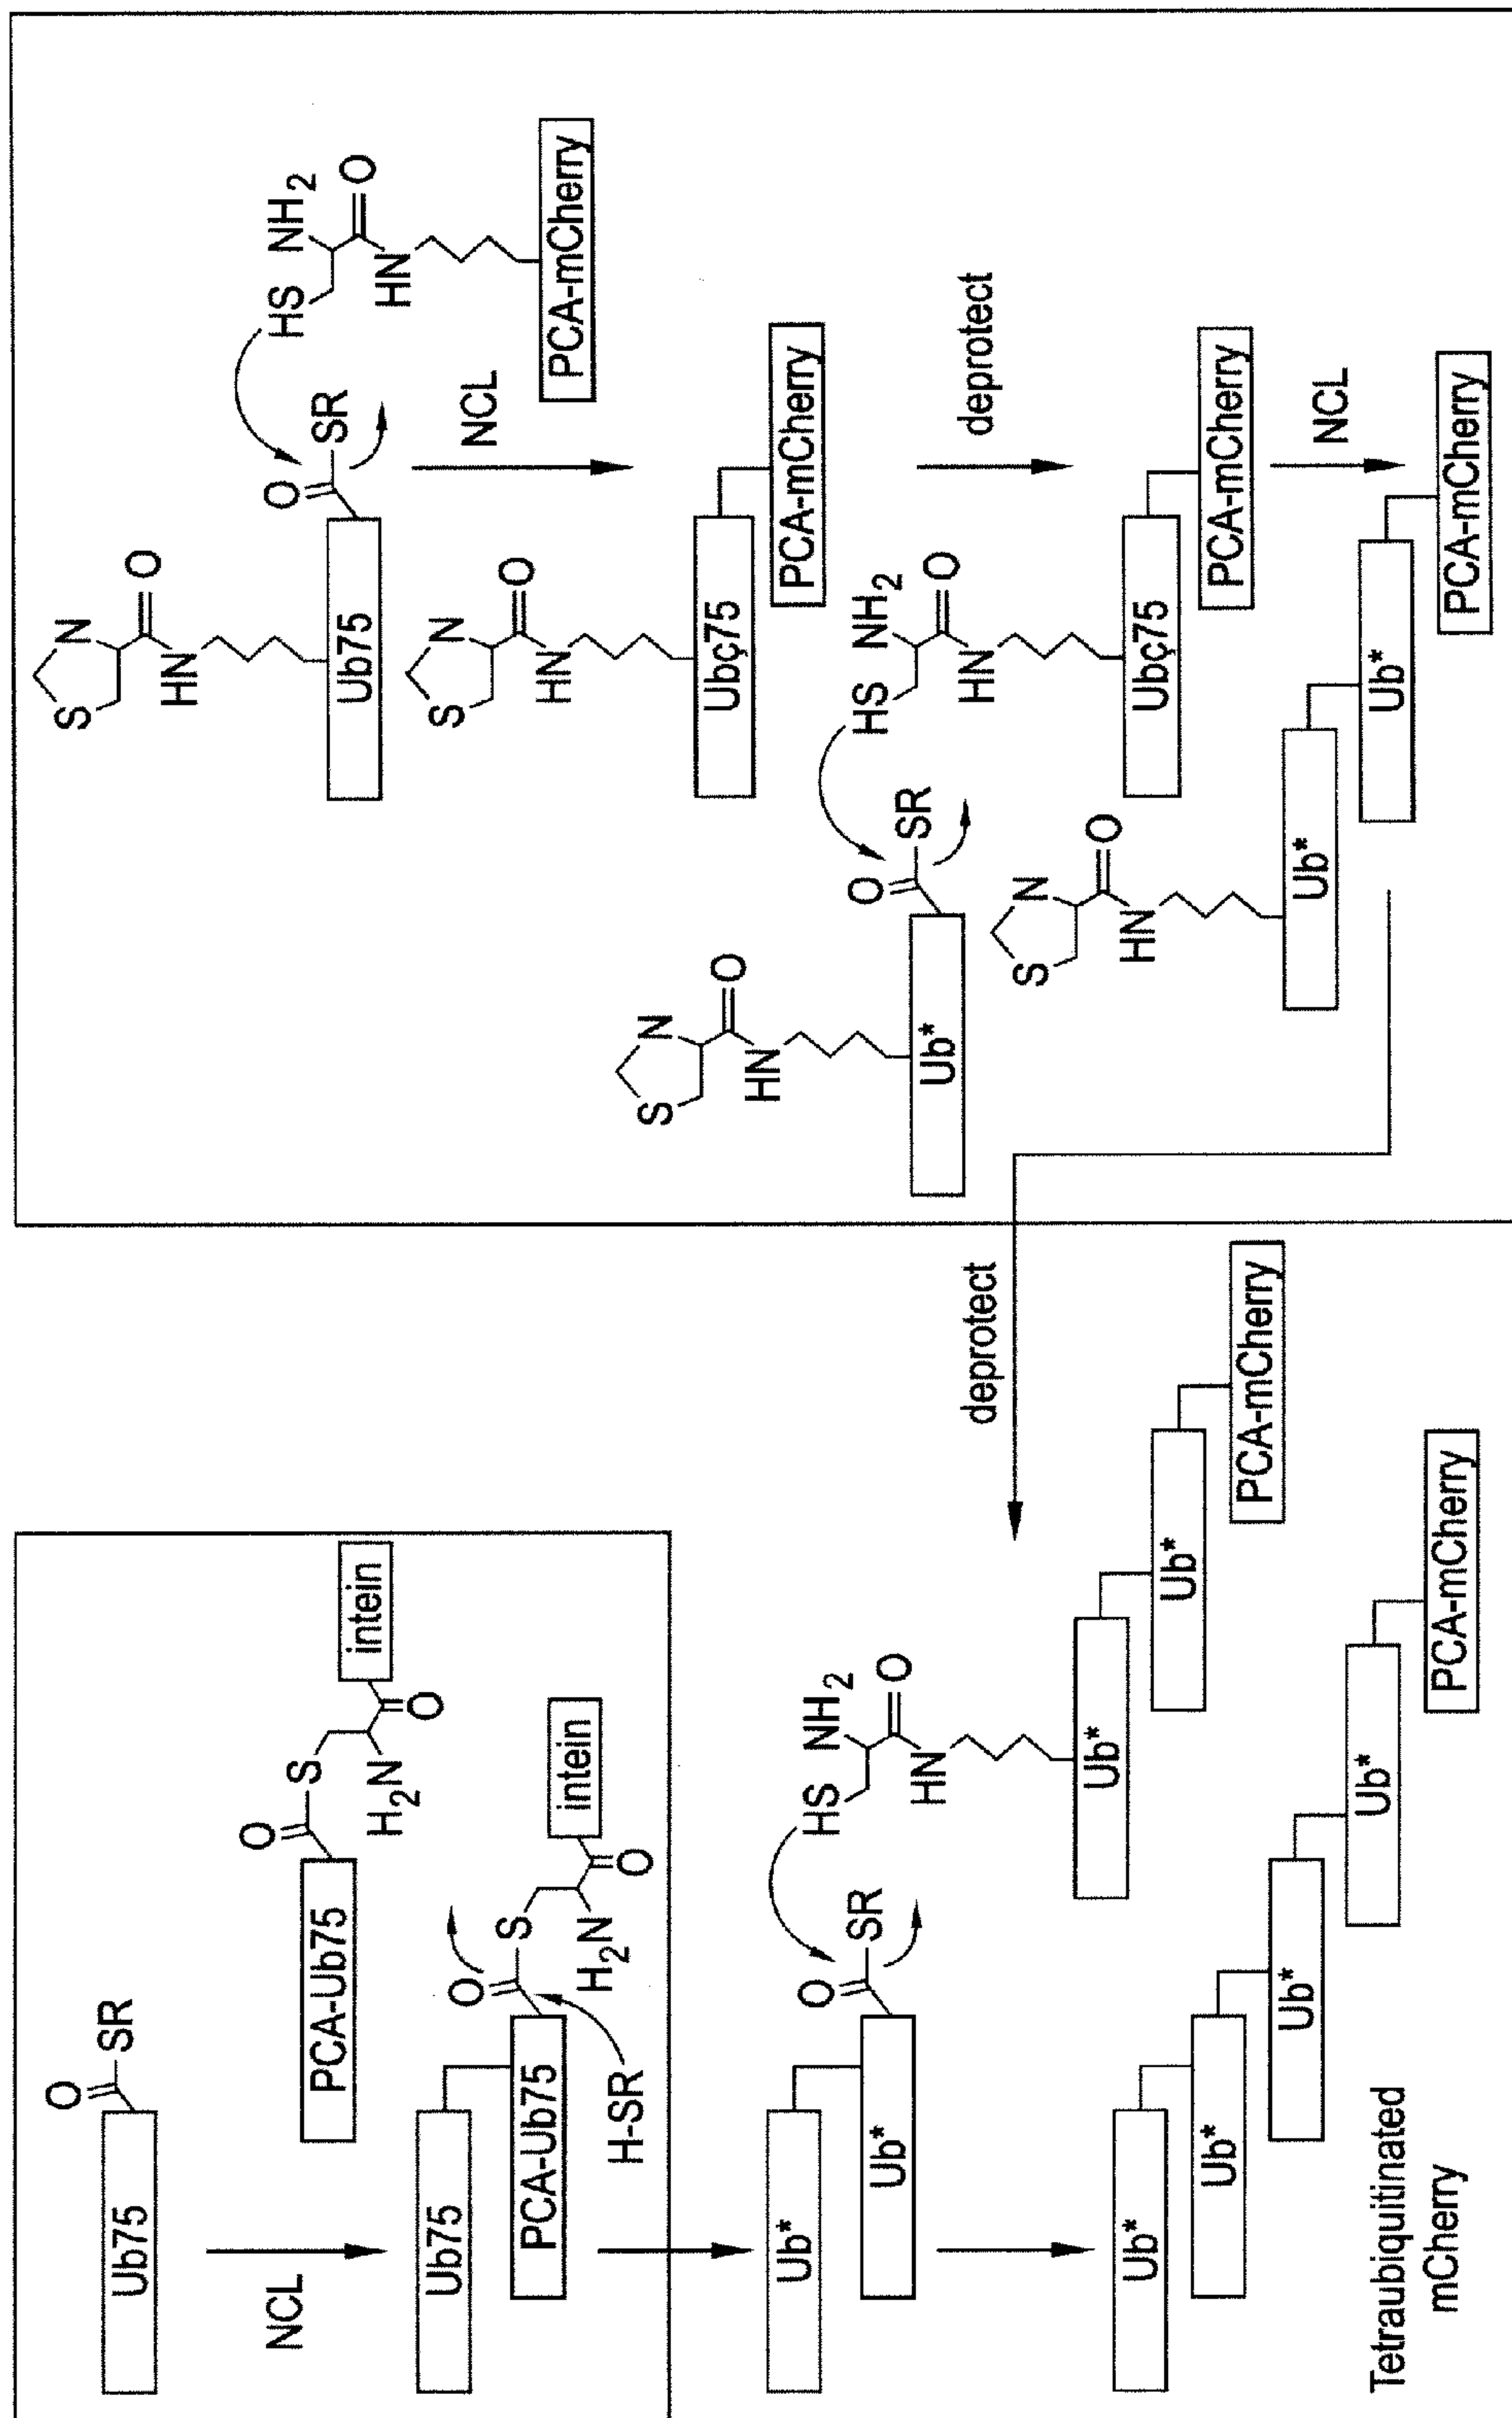 O
SR
Ub75
NCL
O
S
intein
PCA-Ub75
H₂N
O
Ub75
O
S
intein
PCA-Ub75
H₂N
O
H-SR
Ub*
O
SR
Ub*
HS
NH₂
O
HN
Ub*
Ub*
PCA-mCherry
deprotect
Ub*
Ub*
Ub*
Ub*
PCA-mCherry
Tetraubiquitinated
mCherry
S
N
O
HN
O
SR
Ub75
HS
NH₂
O
HN
PCA-mCherry
NCL
S
N
O
HN
Ubç75
PCA-mCherry
deprotect
S
N
O
HN
O
SR
Ub*
HS
NH₂
O
HN
Ubç75
PCA-mCherry
NCL
S
N
O
HN
Ub*
Ub*
PCA-mCherry